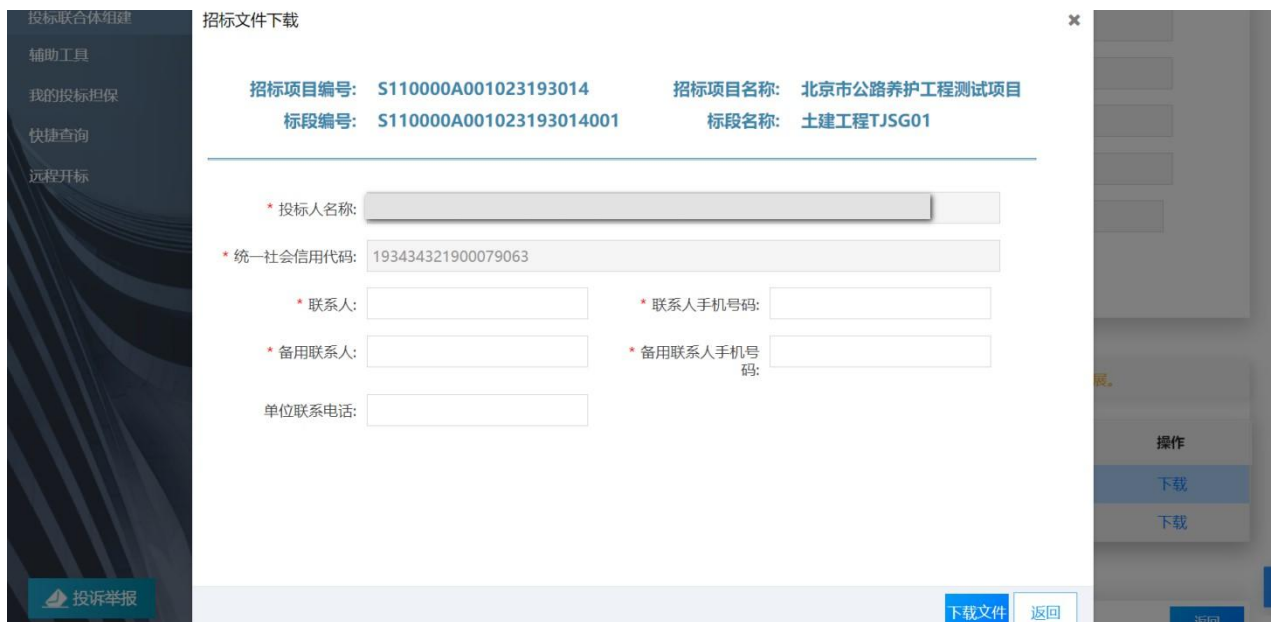 投标联合体组建
辅助工具
我的投标担保
快捷查询
远程开标
投诉举报
招标文件下载
招标项目编号: S110000A001023193014 招标项目名称: 北京市公路养护工程测试项目
标段编号: S110000A001023193014001 标段名称: 土建工程TJSG01
* 投标人名称:
* 统一社会信用代码: 193434321900079063
* 联系人: * 联系人手机号码:
* 备用联系人: * 备用联系人手机号
码:
单位联系电话:
下载文件 返回
展。
操作
下载
下载
返回